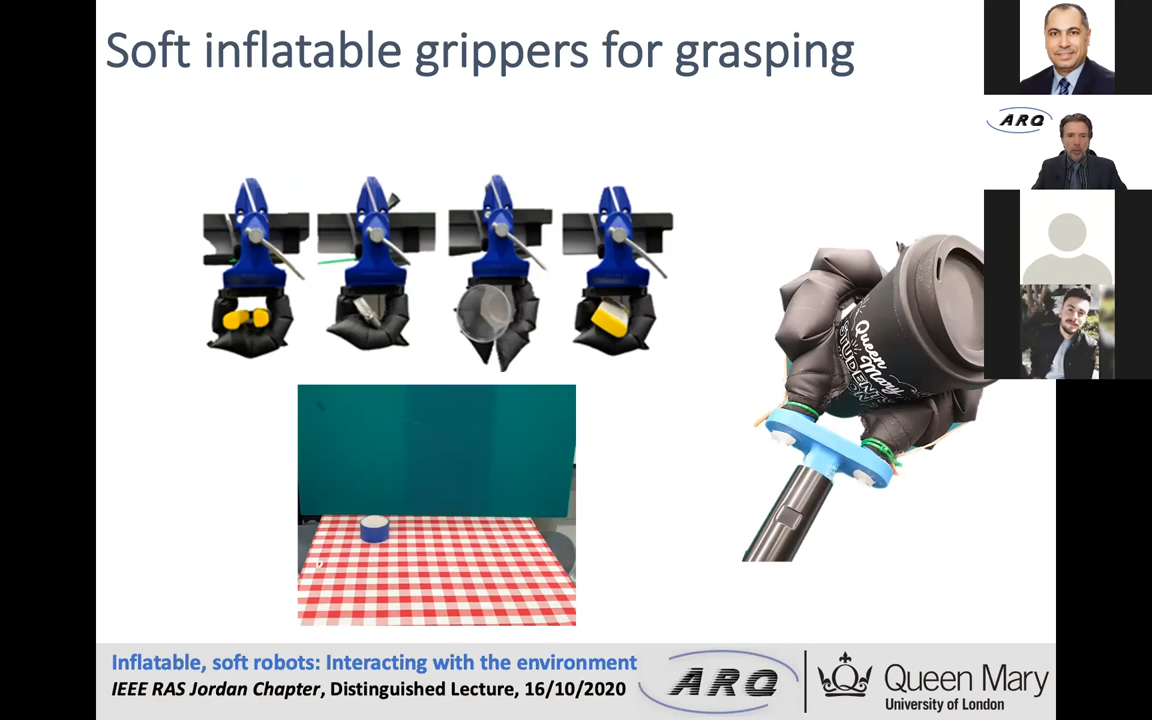 Soft inflatable grippers for grasping
ARQ
Queen
Mary
Inflatable, soft robots: Interacting with the environment
IEEE RAS Jordan Chapter, Distinguished Lecture, 16/10/2020
ARQ
Queen Mary
University of London